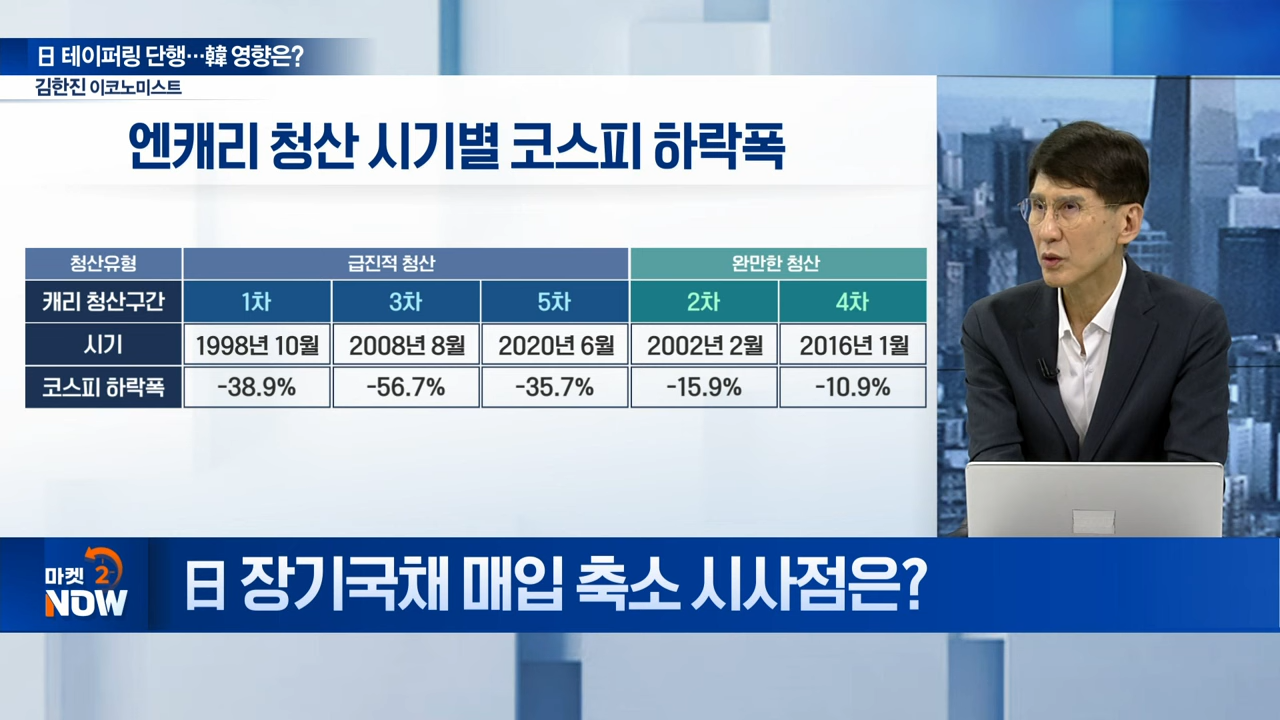 日 테이퍼링 단행…韓 영향은?
김한진 이코노미스트
엔캐리 청산 시기별 코스피 하락폭
청산유형 급진적 청산 완만한 청산
캐리 청산구간 1차 3차 5차 2차 4차
시기 1998년 10월 2008년 8월 2020년 6월 2002년 2월 2016년 1월
코스피 하락폭 -38.9% -56.7% -35.7% -15.9% -10.9%
마켓 2
NOW
日 장기국채 매입 축소 시사점은?